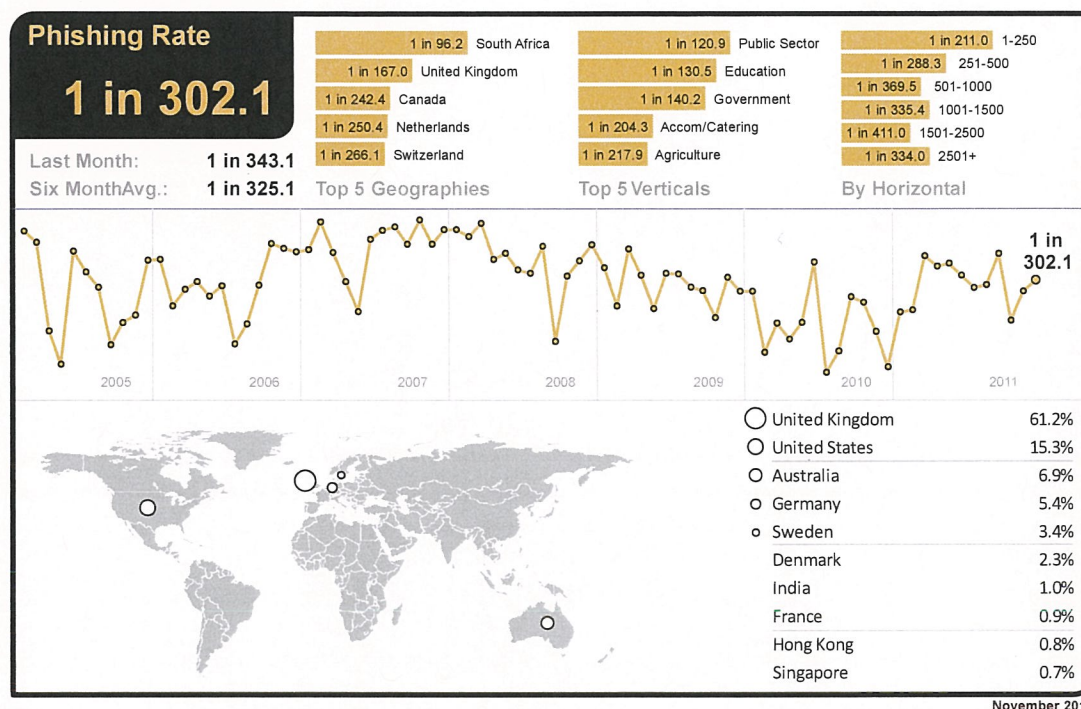 Phishing Rate
1 in 302.1
Last Month: 1 in 343.1
Six MonthAvg.: 1 in 325.1
1 in 96.2 South Africa
1 in 167.0 United Kingdom
1 in 242.4 Canada
1 in 250.4 Netherlands
1 in 266.1 Switzerland
Top 5 Geographies
1 in 120.9 Public Sector
1 in 130.5 Education
1 in 140.2 Government
1 in 204.3 Accom/Catering
1 in 217.9 Agriculture
Top 5 Verticals
1 in 211.0 1-250
1 in 288.3 251-500
1 in 369.5 501-1000
1 in 335.4 1001-1500
1 in 411.0 1501-2500
1 in 334.0 2501+
By Horizontal
1 in
302.1
2005 2006 2007 2008 2009 2010 2011
United Kingdom 61.2%
United States 15.3%
Australia 6.9%
Germany 5.4%
Sweden 3.4%
Denmark 2.3%
India 1.0%
France 0.9%
Hong Kong 0.8%
Singapore 0.7%
November